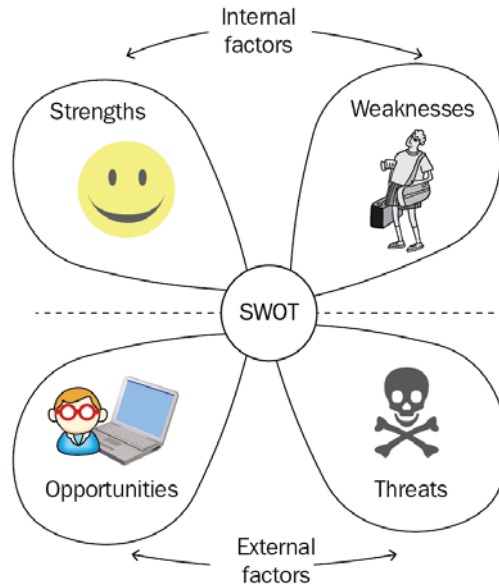 Internal
factors
Strengths
Weaknesses
SWOT
Opportunities
Threats
External
factors